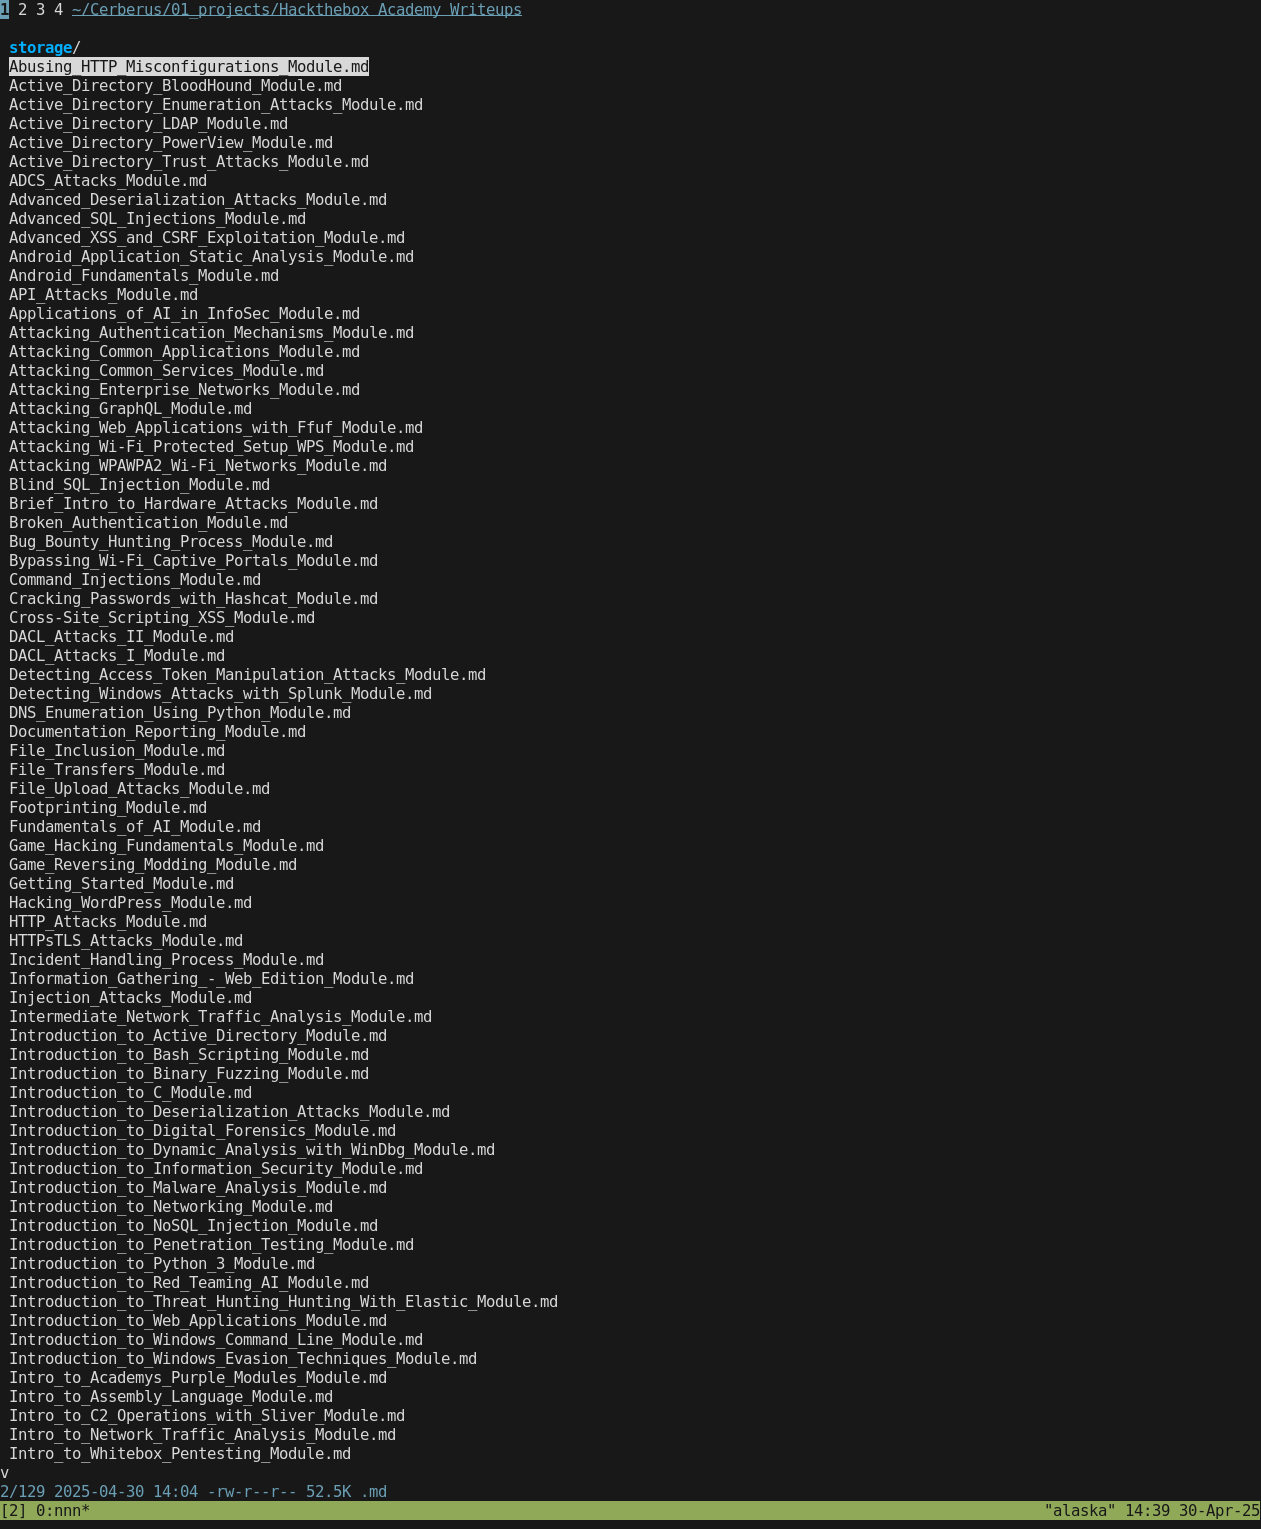 1 2 3 4 ~/Cerberus/01_projects/Hackthebox Academy Writeups
storage/
Abusing_HTTP_Misconfigurations_Module.md
Active_Directory_BloodHound_Module.md
Active_Directory_Enumeration_Attacks_Module.md
Active_Directory_LDAP_Module.md
Active_Directory_PowerView_Module.md
Active_Directory_Trust_Attacks_Module.md
ADCS_Attacks_Module.md
Advanced_Deserialization_Attacks_Module.md
Advanced_SQL_Injections_Module.md
Advanced_XSS_and_CSRF_Exploitation_Module.md
Android_Application_Static_Analysis_Module.md
Android_Fundamentals_Module.md
API_Attacks_Module.md
Applications_of_AI_in_InfoSec_Module.md
Attacking_Authentication_Mechanisms_Module.md
Attacking_Common_Applications_Module.md
Attacking_Common_Services_Module.md
Attacking_Enterprise_Networks_Module.md
Attacking_GraphQL_Module.md
Attacking_Web_Applications_with_Ffuf_Module.md
Attacking_Wi-Fi_Protected_Setup_WPS_Module.md
Attacking_WPAWPA2_Wi-Fi_Networks_Module.md
Blind_SQL_Injection_Module.md
Brief_Intro_to_Hardware_Attacks_Module.md
Broken_Authentication_Module.md
Bug_Bounty_Hunting_Process_Module.md
Bypassing_Wi-Fi_Captive_Portals_Module.md
Command_Injections_Module.md
Cracking_Passwords_with_Hashcat_Module.md
Cross-Site_Scripting_XSS_Module.md
DACL_Attacks_II_Module.md
DACL_Attacks_I_Module.md
Detecting_Access_Token_Manipulation_Attacks_Module.md
Detecting_Windows_Attacks_with_Splunk_Module.md
DNS_Enumeration_Using_Python_Module.md
Documentation_Reporting_Module.md
File_Inclusion_Module.md
File_Transfers_Module.md
File_Upload_Attacks_Module.md
Footprinting_Module.md
Fundamentals_of_AI_Module.md
Game_Hacking_Fundamentals_Module.md
Game_Reversing_Modding_Module.md
Getting_Started_Module.md
Hacking_WordPress_Module.md
HTTP_Attacks_Module.md
HTTPsTLS_Attacks_Module.md
Incident_Handling_Process_Module.md
Information_Gathering_-_Web_Edition_Module.md
Injection_Attacks_Module.md
Intermediate_Network_Traffic_Analysis_Module.md
Introduction_to_Active_Directory_Module.md
Introduction_to_Bash_Scripting_Module.md
Introduction_to_Binary_Fuzzing_Module.md
Introduction_to_C_Module.md
Introduction_to_Deserialization_Attacks_Module.md
Introduction_to_Digital_Forensics_Module.md
Introduction_to_Dynamic_Analysis_with_WinDbg_Module.md
Introduction_to_Information_Security_Module.md
Introduction_to_Malware_Analysis_Module.md
Introduction_to_Networking_Module.md
Introduction_to_NoSQL_Injection_Module.md
Introduction_to_Penetration_Testing_Module.md
Introduction_to_Python_3_Module.md
Introduction_to_Red_Teaming_AI_Module.md
Introduction_to_Threat_Hunting_Hunting_With_Elastic_Module.md
Introduction_to_Web_Applications_Module.md
Introduction_to_Windows_Command_Line_Module.md
Introduction_to_Windows_Evasion_Techniques_Module.md
Intro_to_Academys_Purple_Modules_Module.md
Intro_to_Assembly_Language_Module.md
Intro_to_C2_Operations_with_Sliver_Module.md
Intro_to_Network_Traffic_Analysis_Module.md
Intro_to_Whitebox_Pentesting_Module.md
v
2/129 2025-04-30 14:04 -rw-r--r-- 52.5K .md
[2] 0:nnn* "alaska" 14:39 30-Apr-25